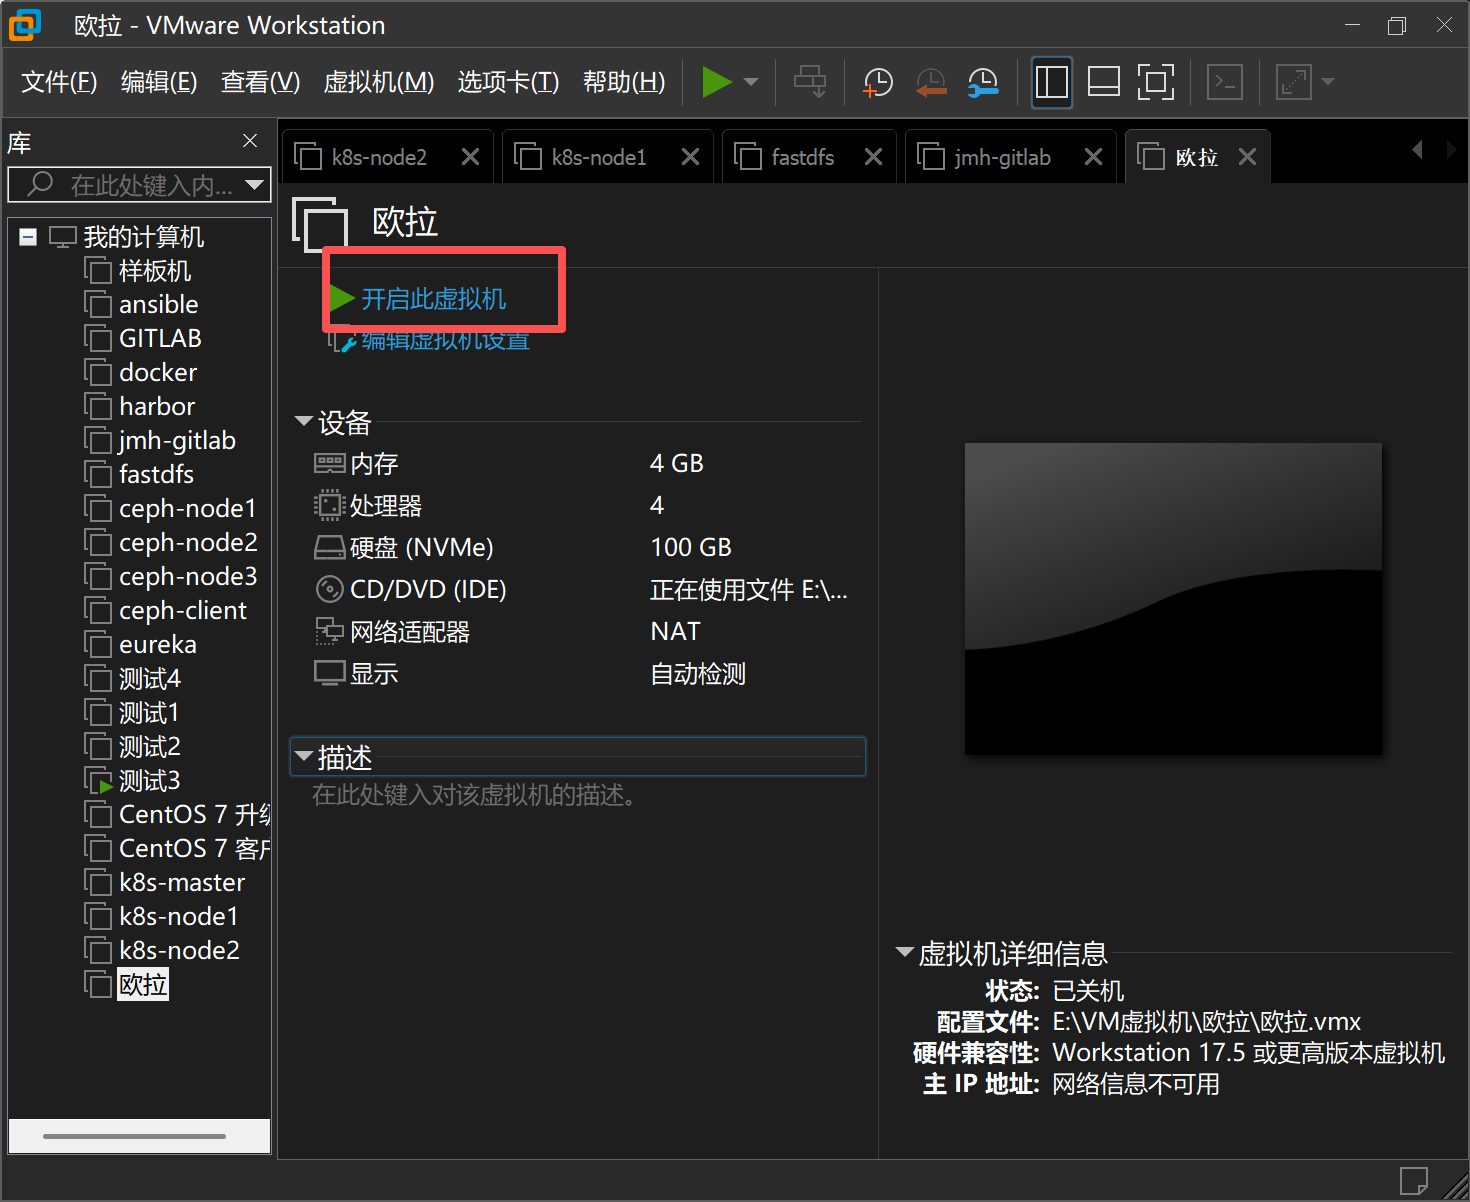 欧拉 - VMware Workstation
文件(F) 编辑(E) 查看(V) 虚拟机(M) 选项卡(T) 帮助(H)
库
在此处键入内...
我的计算机
样板机
ansible
GITLAB
docker
harbor
jmh-gitlab
fastdfs
ceph-node1
ceph-node2
ceph-node3
ceph-client
eureka
测试4
测试1
测试2
测试3
CentOS 7 升级
CentOS 7 客户
k8s-master
k8s-node1
k8s-node2
欧拉
k8s-node2 k8s-node1 fastdfs jmh-gitlab 欧拉
欧拉
开启此虚拟机
编辑虚拟机设置
设备
内存 4 GB
处理器 4
硬盘 (NVMe) 100 GB
CD/DVD (IDE) 正在使用文件 E:\...
网络适配器 NAT
显示 自动检测
描述
在此处键入对该虚拟机的描述。
虚拟机详细信息
状态: 已关机
配置文件: E:\VM虚拟机\欧拉\欧拉.vmx
硬件兼容性: Workstation 17.5 或更高版本虚拟机
主 IP 地址: 网络信息不可用